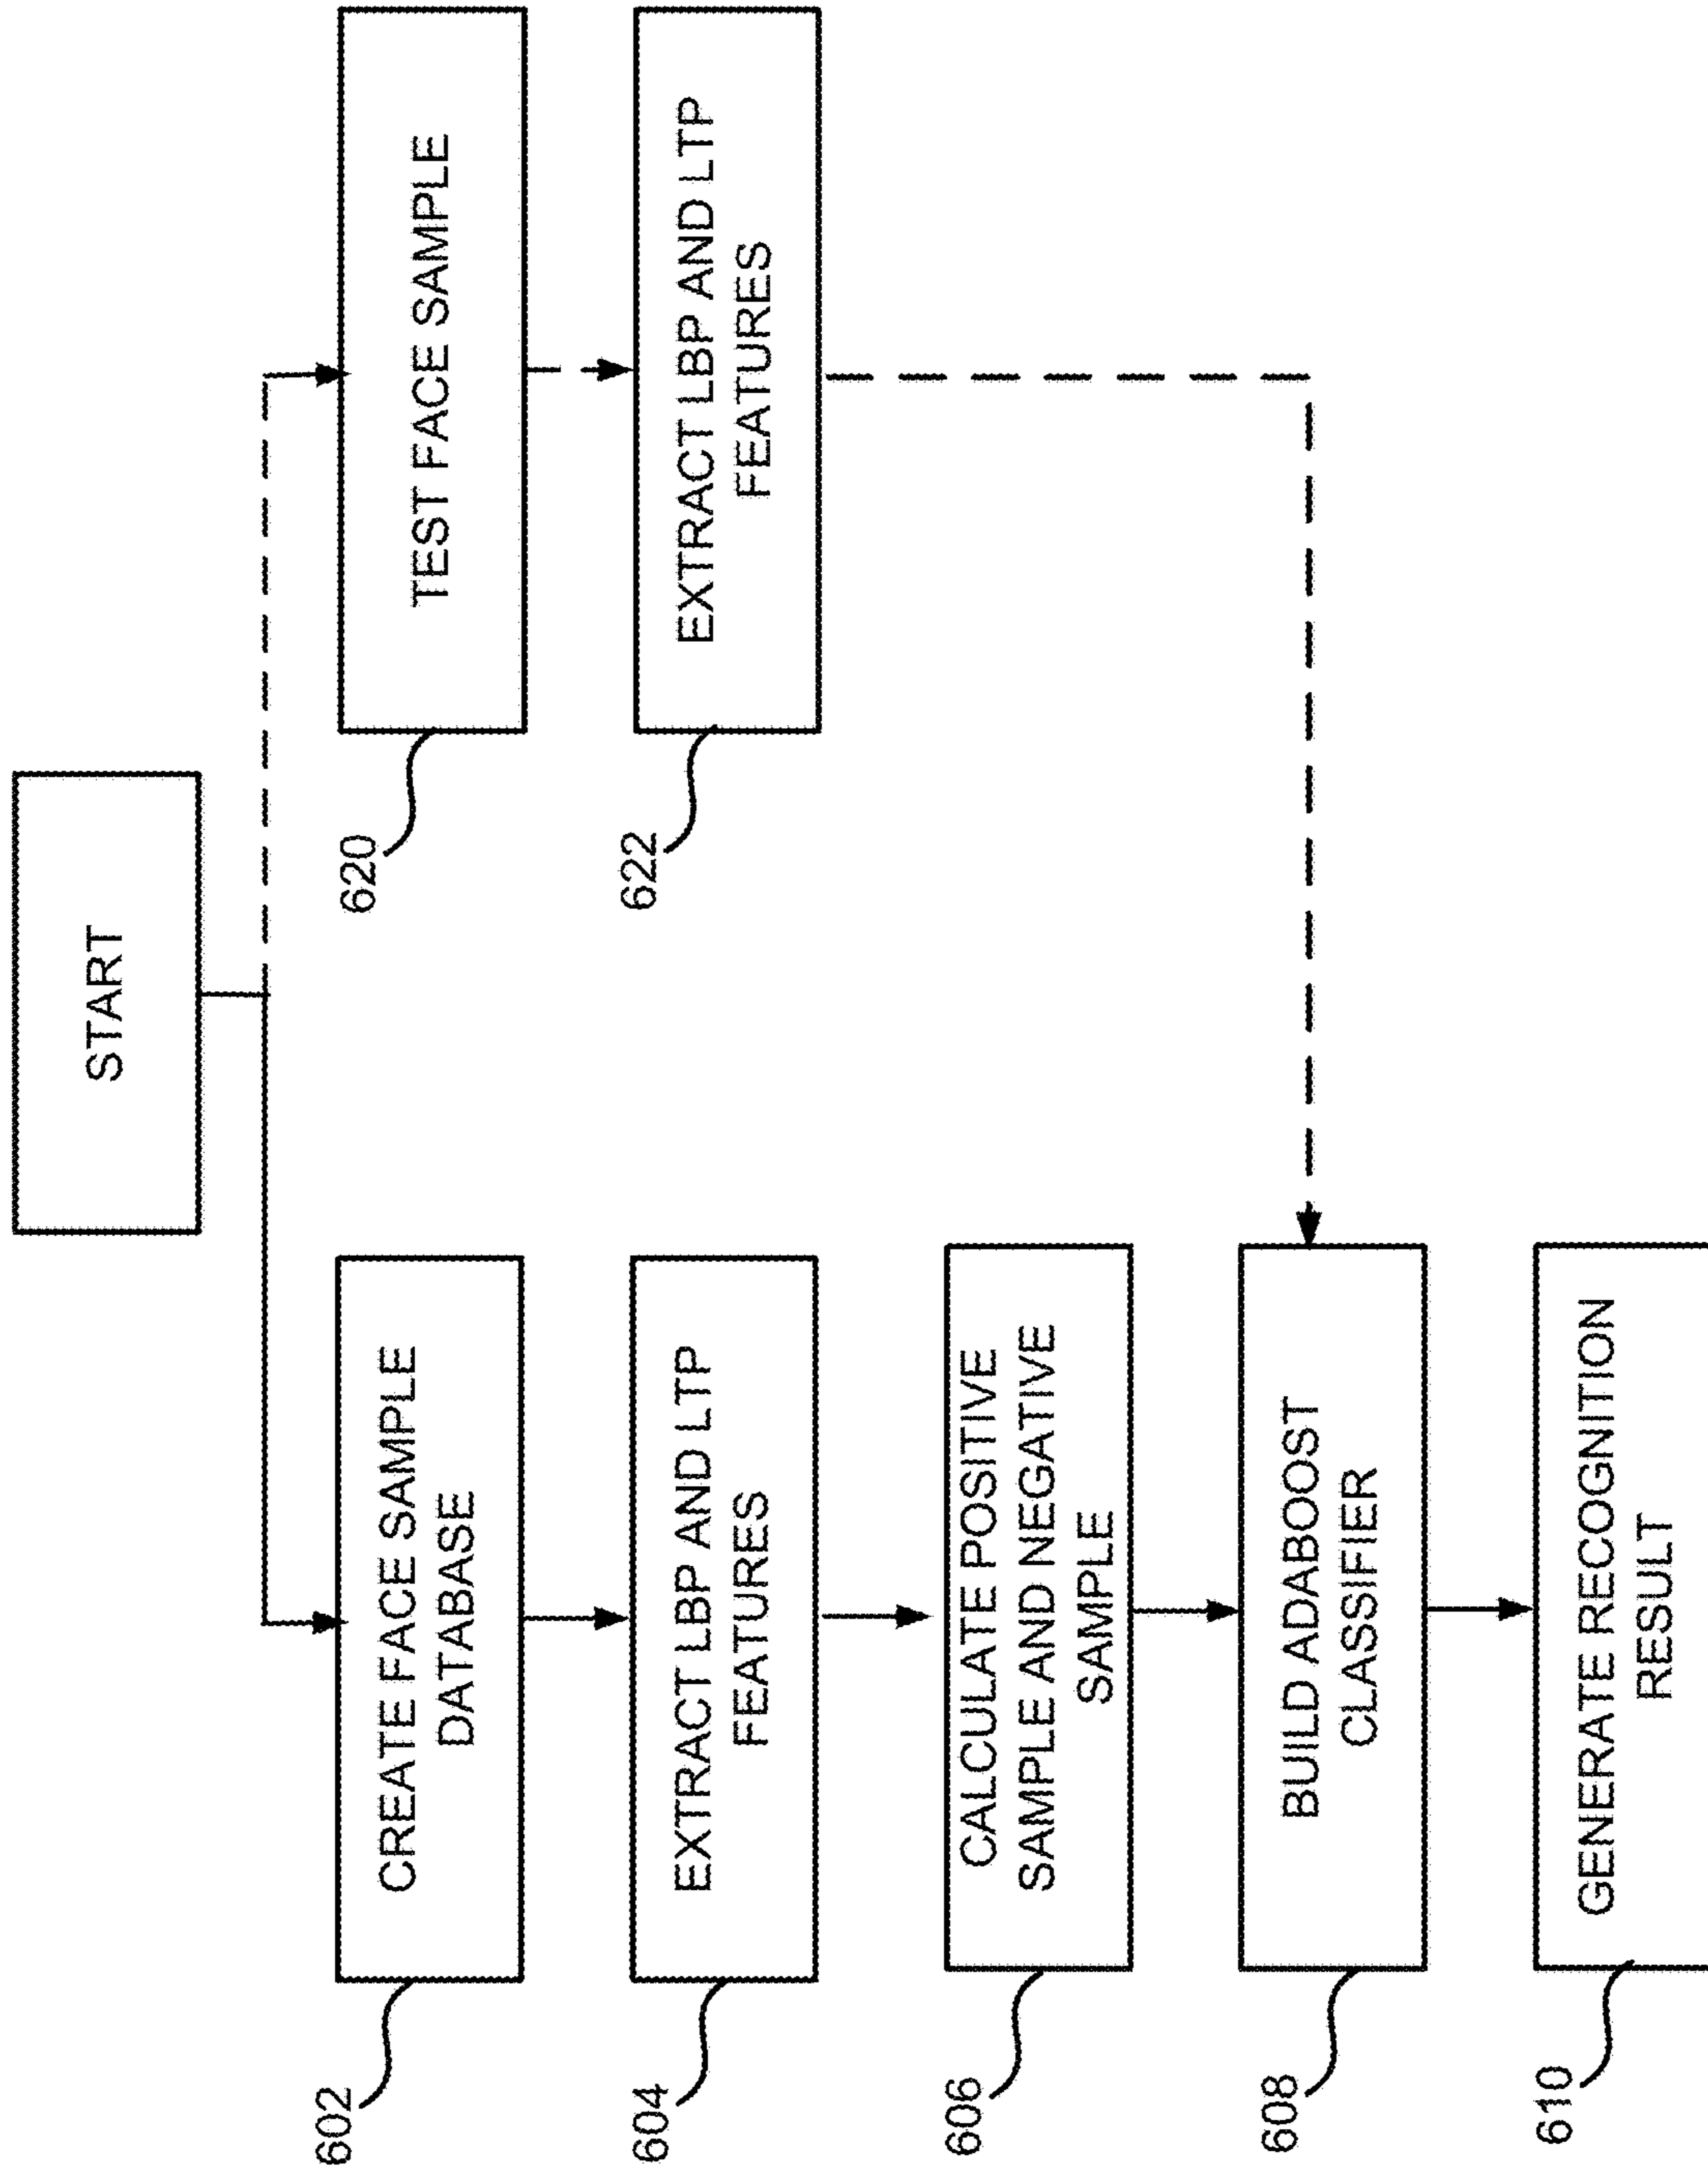 START
602
CREATE FACE SAMPLE
DATABASE
604
EXTRACT LBP AND LTP
FEATURES
606
CALCULATE POSITIVE
SAMPLE AND NEGATIVE
SAMPLE
608
BUILD ADABOOST
CLASSIFIER
610
GENERATE RECOGNITION
RESULT
620
TEST FACE SAMPLE
622
EXTRACT LBP AND LTP
FEATURES